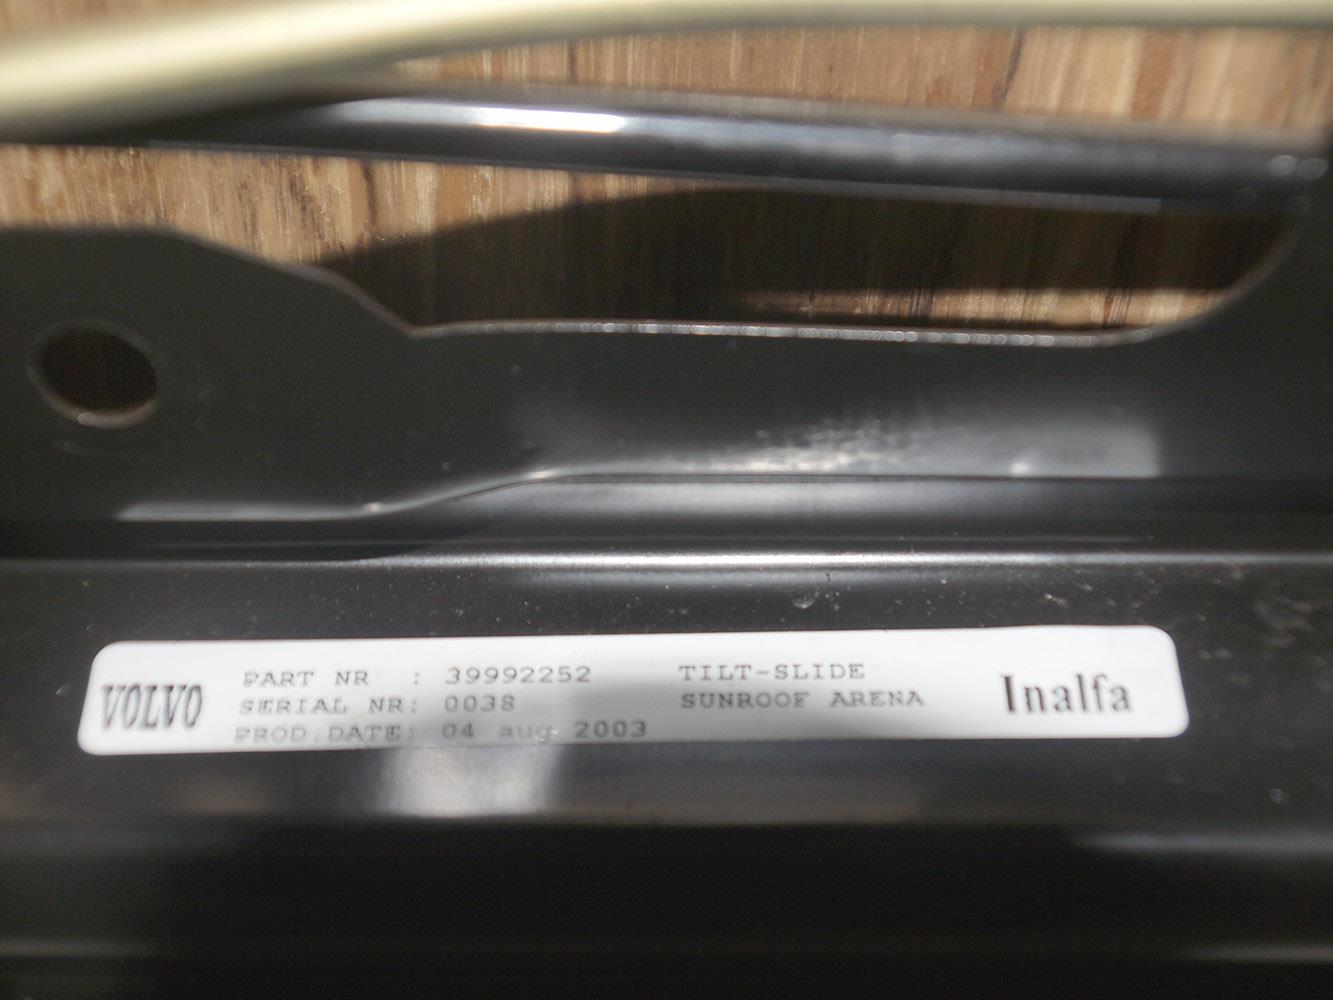 VOLVO
PART NR : 39992252 TILT-SLIDE
SERIAL NR: 0038 SUNROOF ARENA
PROD.DATE: 04 aug 2003
Inalfa